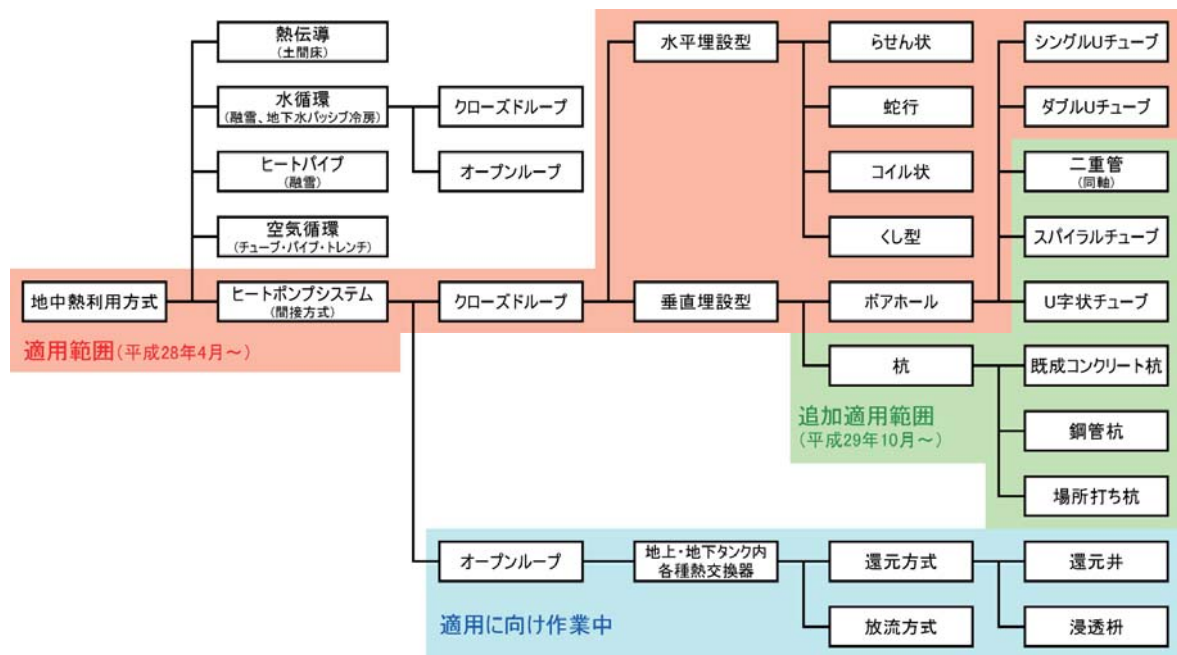 熱伝導
(土間床)
水平埋設型
らせん状
シングルUチューブ
水循環
(融雪、地下水パッシブ冷房)
クローズドループ
蛇行
ダブルUチューブ
ヒートパイプ
(融雪)
オープンループ
コイル状
二重管
(同軸)
空気循環
(チューブ・パイプ・トレンチ)
くし型
スパイラルチューブ
地中熱利用方式
ヒートポンプシステム
(間接方式)
クローズドループ
垂直埋設型
ボアホール
U字状チューブ
適用範囲(平成28年4月～)
杭
既成コンクリート杭
追加適用範囲
(平成29年10月～)
鋼管杭
場所打ち杭
オープンループ
地上・地下タンク内
各種熱交換器
還元方式
還元井
適用に向け作業中
放流方式
浸透枡